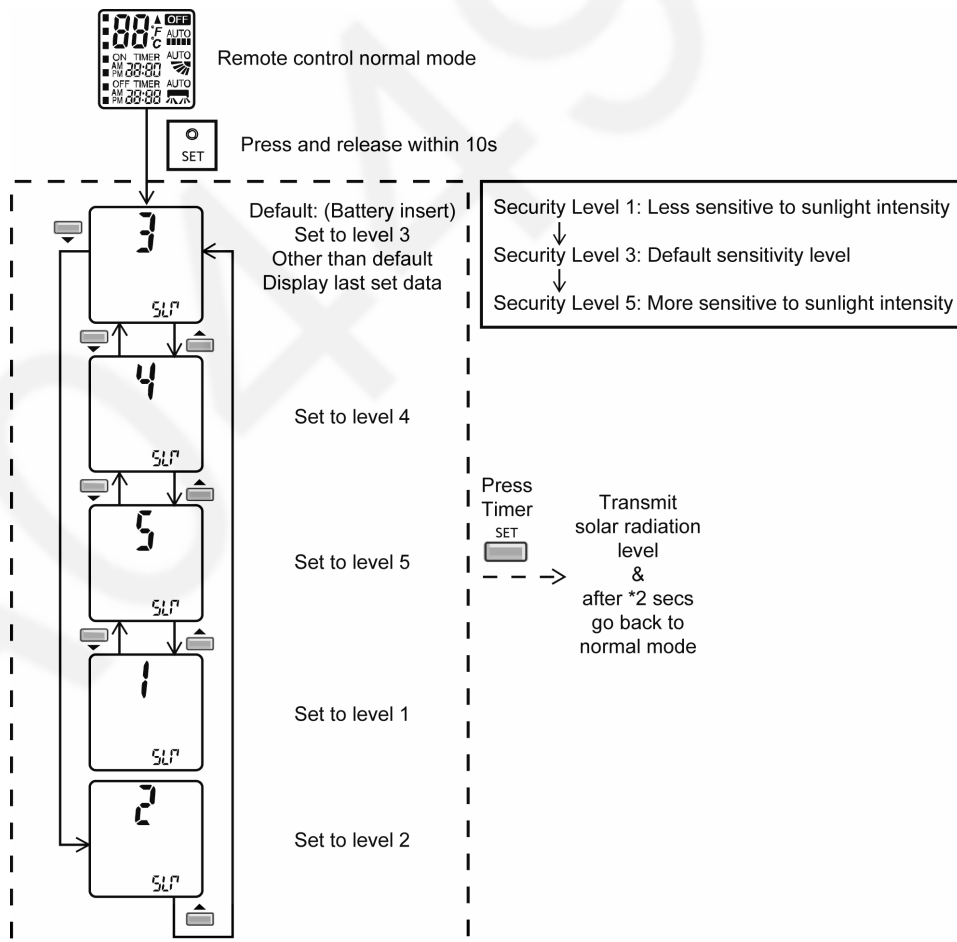 88 ▲ OFF
°F AUTO
°C
ON TIMER AUTO
AM
PM 88:88
OFF TIMER AUTO
AM
PM 88:88
Remote control normal mode
SET
Press and release within 10s
3
SLM
Default: (Battery insert)
Set to level 3
Other than default
Display last set data
Security Level 1: Less sensitive to sunlight intensity
Security Level 3: Default sensitivity level
Security Level 5: More sensitive to sunlight intensity
4
SLM
Set to level 4
5
SLM
Set to level 5
Press
Timer
SET
Transmit
solar radiation
level
&
after *2 secs
go back to
normal mode
1
SLM
Set to level 1
2
SLM
Set to level 2